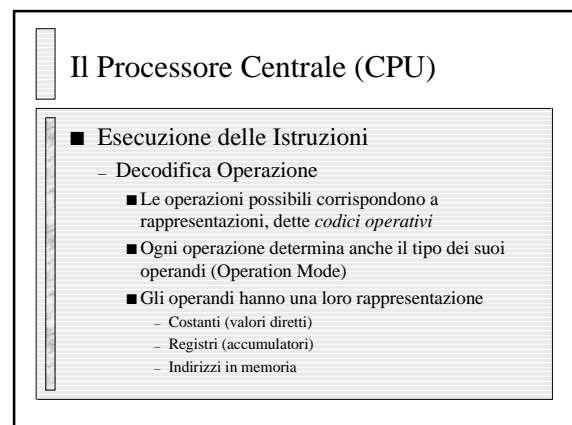 Il Processore Centrale (CPU)
■ Esecuzione delle Istruzioni
– Decodifica Operazione
■ Le operazioni possibili corrispondono a
rappresentazioni, dette codici operativi
■ Ogni operazione determina anche il tipo dei suoi
operandi (Operation Mode)
■ Gli operandi hanno una loro rappresentazione
– Costanti (valori diretti)
– Registri (accumulatori)
– Indirizzi in memoria